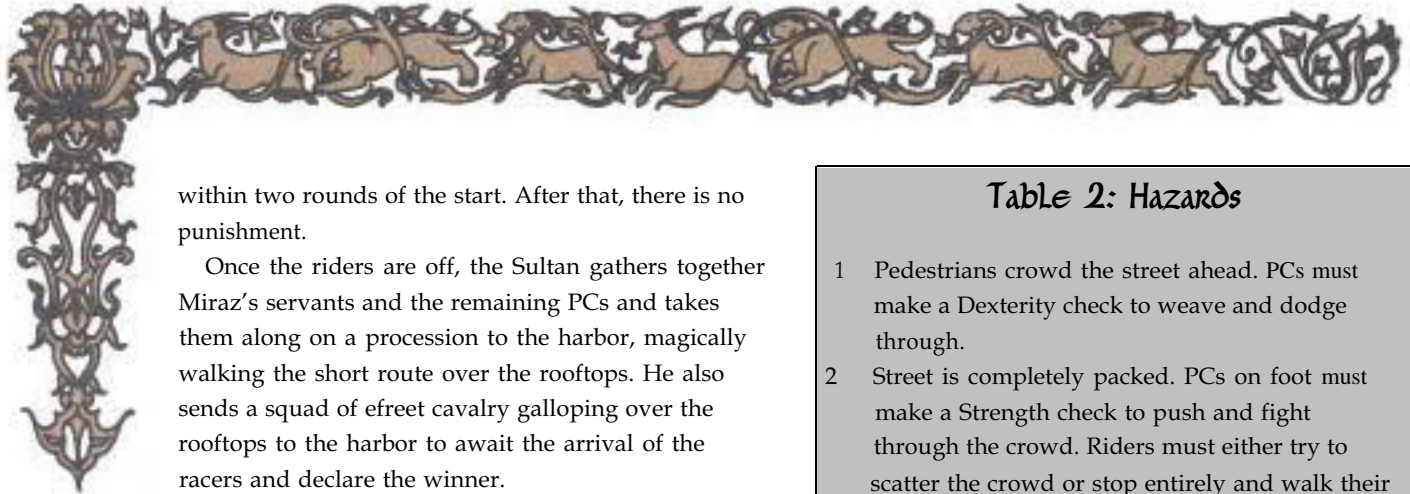 within two rounds of the start. After that, there is no
punishment.
Once the riders are off, the Sultan gathers together
Miraz’s servants and the remaining PCs and takes
them along on a procession to the harbor, magically
walking the short route over the rooftops. He also
sends a squad of efreet cavalry galloping over the
rooftops to the harbor to await the arrival of the
racers and declare the winner.
Table 2: Hazards
1 Pedestrians crowd the street ahead. PCs must
make a Dexterity check to weave and dodge
through.
2 Street is completely packed. PCs on foot must
make a Strength check to push and fight
through the crowd. Riders must either try to
scatter the crowd or stop entirely and walk their